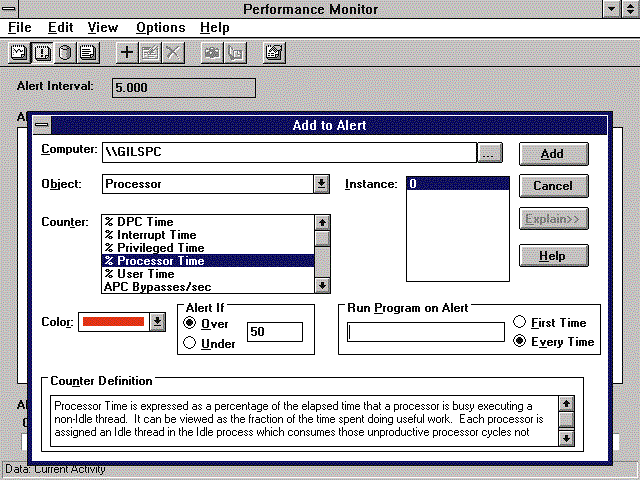 Performance Monitor
File Edit View Options Help
Alert Interval: 5.000
Add to Alert
Computer: \\GILSPC ...
Add
Object: Processor
Instance: 0
Cancel
Counter:
% DPC Time
% Interrupt Time
% Privileged Time
% Processor Time
% User Time
APC Bypasses/sec
Explain>>
Help
Color:
Alert If
Over
Under
50
Run Program on Alert
First Time
Every Time
Counter Definition
Processor Time is expressed as a percentage of the elapsed time that a processor is busy executing a
non-Idle thread. It can be viewed as the fraction of the time spent doing useful work. Each processor is
assigned an Idle thread in the Idle process which consumes those unproductive processor cycles not
Data: Current Activity